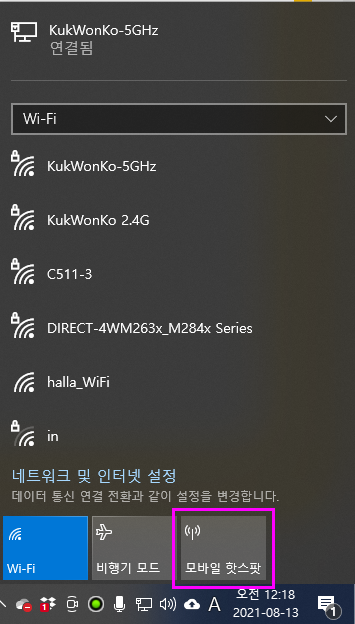 KukWonKo-5GHz
연결됨
Wi-Fi
KukWonKo-5GHz
KukWonKo 2.4G
C511-3
DIRECT-4WM263x_M284x Series
halla_WiFi
in
네트워크 및 인터넷 설정
데이터 통신 연결 전환과 같이 설정을 변경합니다.
Wi-Fi
비행기 모드
모바일 핫스팟
1
A
오전 12:18
2021-08-13
1